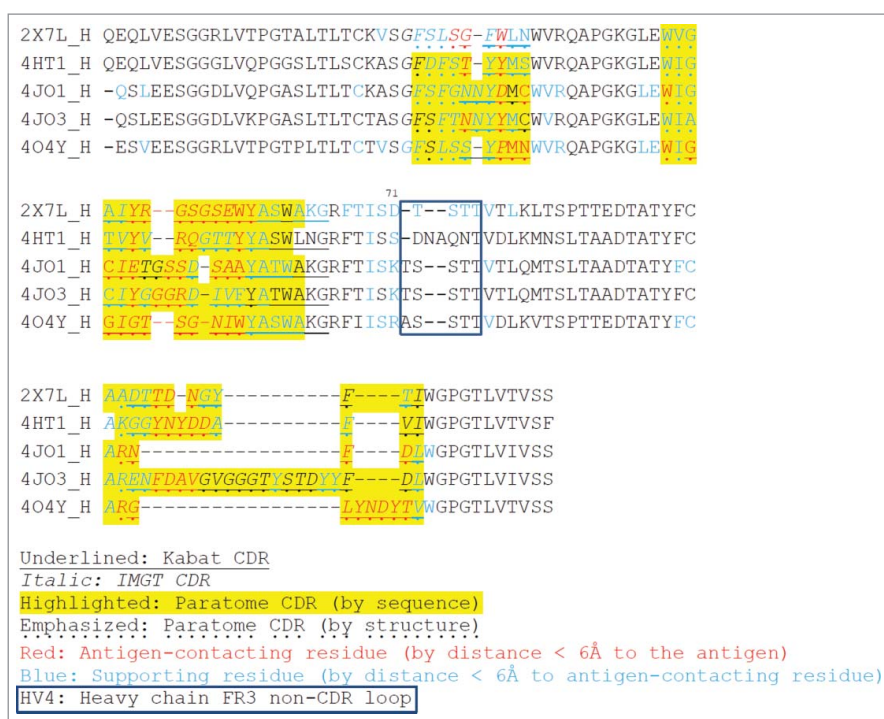 2X7L_H QEQLVESGGRLVTPGTALTLTCKVSGFSLSG-FWLNWVRQAPGKGLEWVG
4HT1_H QEQLVESGGGLVQPGGSLTLSCKASGFDFST-YYMSWVRQAPGKGLEWIG
4JO1_H -QSLEESGGDLVQPGASLTLTCKASGFSFGNNYDMCWVRQAPGKGLEWIG
4JO3_H -QSLEESGGDLVKPGASLTLTCTASGFSFTNNYYMCWVRQAPGKGLEWIA
4O4Y_H -ESVEESGGRLVTPGTPLTLTCTVSGFSLSS-YPMNWVRQAPGKGLEWIG
71
2X7L_H AIYR--GSGSEWYASWAKGRFTISD-T--STTVTLKLTSPTTEDTATYFC
4HT1_H TVYV--RQGTTYYASWLNGRFTISS-DNAQNTVDLKMNSLTAADTATYFC
4JO1_H CIETGSSD-SAAYATWAKGRFTISKTS--STTVTLQMTSLTAADTATYFC
4JO3_H CIYGGGRD-IVFYATWAKGRFTISKTS--STTVTLQMTSLTAADTATYFC
4O4Y_H GIGT--SG-NIWYASWAKGRFIISRAS--STTVDLKVTSPTTEDTATYFC
2X7L_H AADTTD-NGY----------F----TIWGPGTLVTVSS
4HT1_H AKGGYNYDDA----------F----VIWGPGTLVTVSF
4JO1_H ARN-----------------F----DLWGPGTLVIVSS
4JO3_H ARENFDAVGVGGGTYSTDYYF----DLWGPGTLVIVSS
4O4Y_H ARG-----------------LYNDYTVWGPGTLVTVSS
Underlined: Kabat CDR
Italic: IMGT CDR
Highlighted: Paratome CDR (by sequence)
Emphasized: Paratome CDR (by structure)
Red: Antigen-contacting residue (by distance < 6Å to the antigen)
Blue: Supporting residue (by distance < 6Å to antigen-contacting residue)
HV4: Heavy chain FR3 non-CDR loop